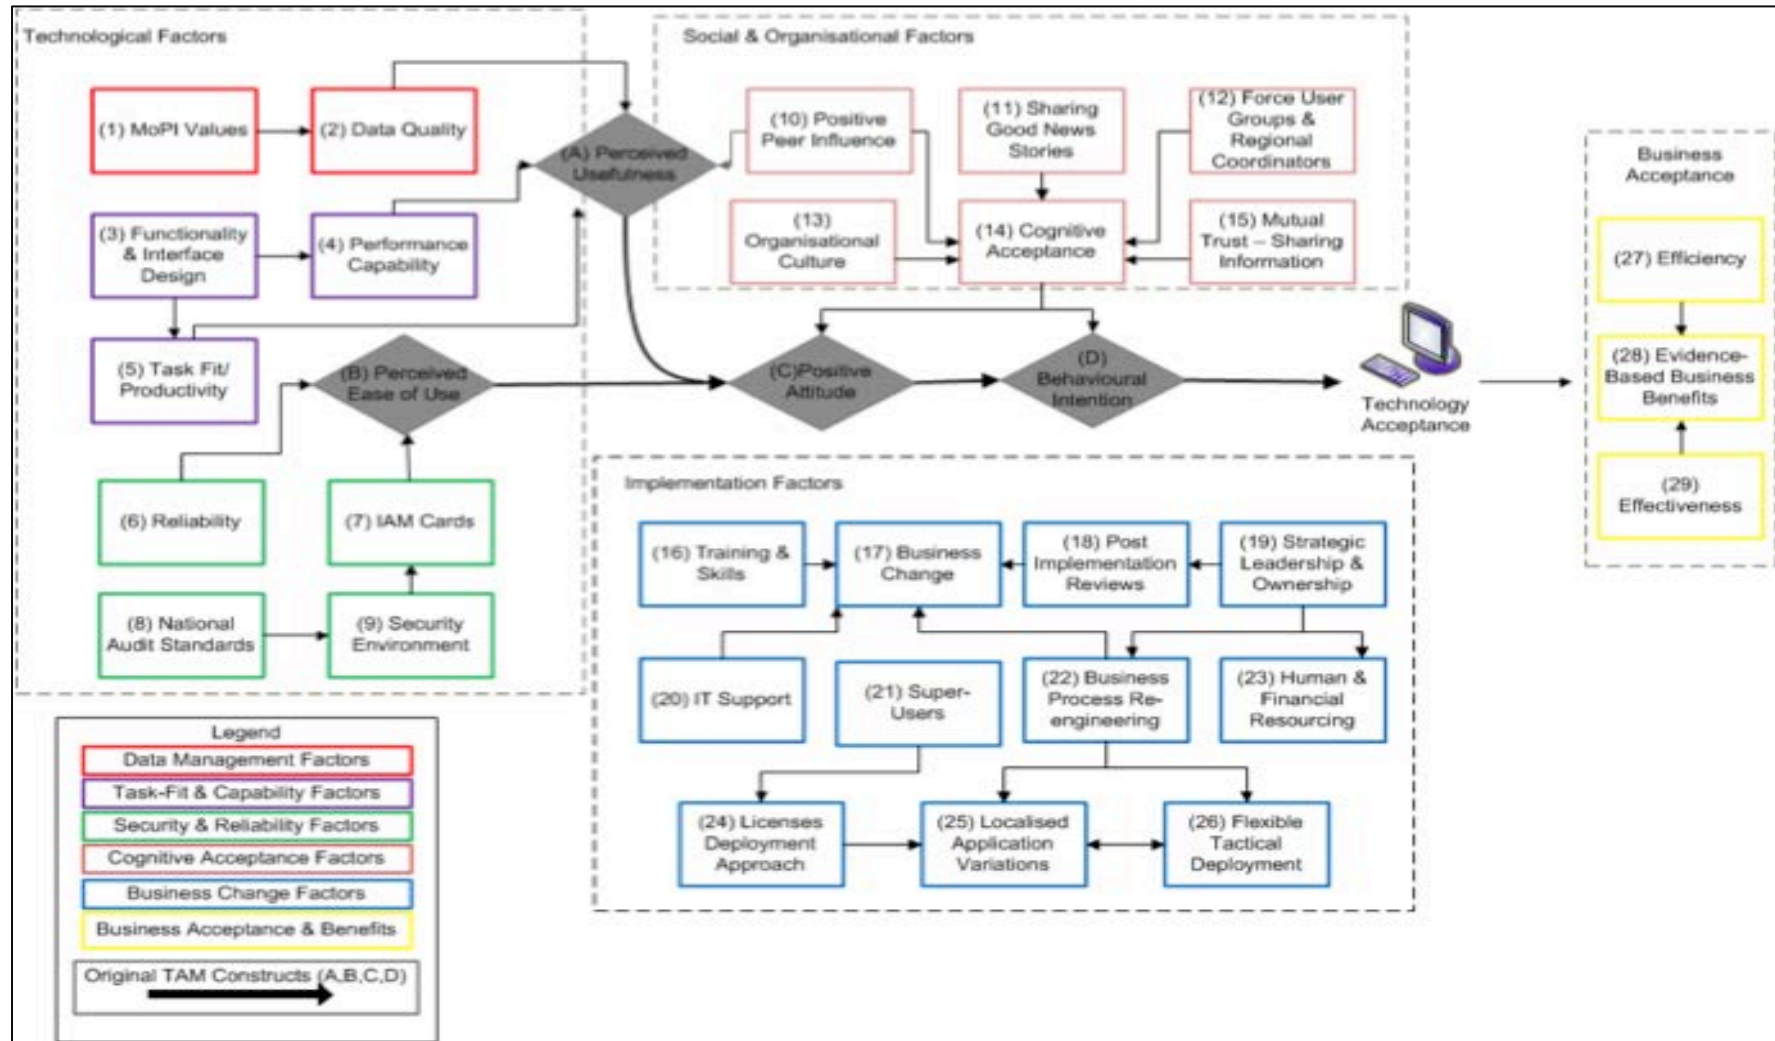 Technological Factors
(1) MoPI Values
(2) Data Quality
(3) Functionality
& Interface
Design
(4) Performance
Capability
(5) Task Fit/
Productivity
(A) Perceived
Usefulness
(B) Perceived
Ease of Use
(6) Reliability
(7) IAM Cards
(8) National
Audit Standards
(9) Security
Environment
Social & Organisational Factors
(10) Positive
Peer Influence
(11) Sharing
Good News
Stories
(12) Force User
Groups &
Regional
Coordinators
(13)
Organisational
Culture
(14) Cognitive
Acceptance
(15) Mutual
Trust – Sharing
Information
(C)Positive
Attitude
(D)
Behavioural
Intention
Technology
Acceptance
Business
Acceptance
(27) Efficiency
(28) Evidence-
Based Business
Benefits
(29)
Effectiveness
Implementation Factors
(16) Training &
Skills
(17) Business
Change
(18) Post
Implementation
Reviews
(19) Strategic
Leadership &
Ownership
(20) IT Support
(21) Super-
Users
(22) Business
Process Re-
engineering
(23) Human &
Financial
Resourcing
(24) Licenses
Deployment
Approach
(25) Localised
Application
Variations
(26) Flexible
Tactical
Deployment
Legend
Data Management Factors
Task-Fit & Capability Factors
Security & Reliability Factors
Cognitive Acceptance Factors
Business Change Factors
Business Acceptance & Benefits
Original TAM Constructs (A,B,C,D)